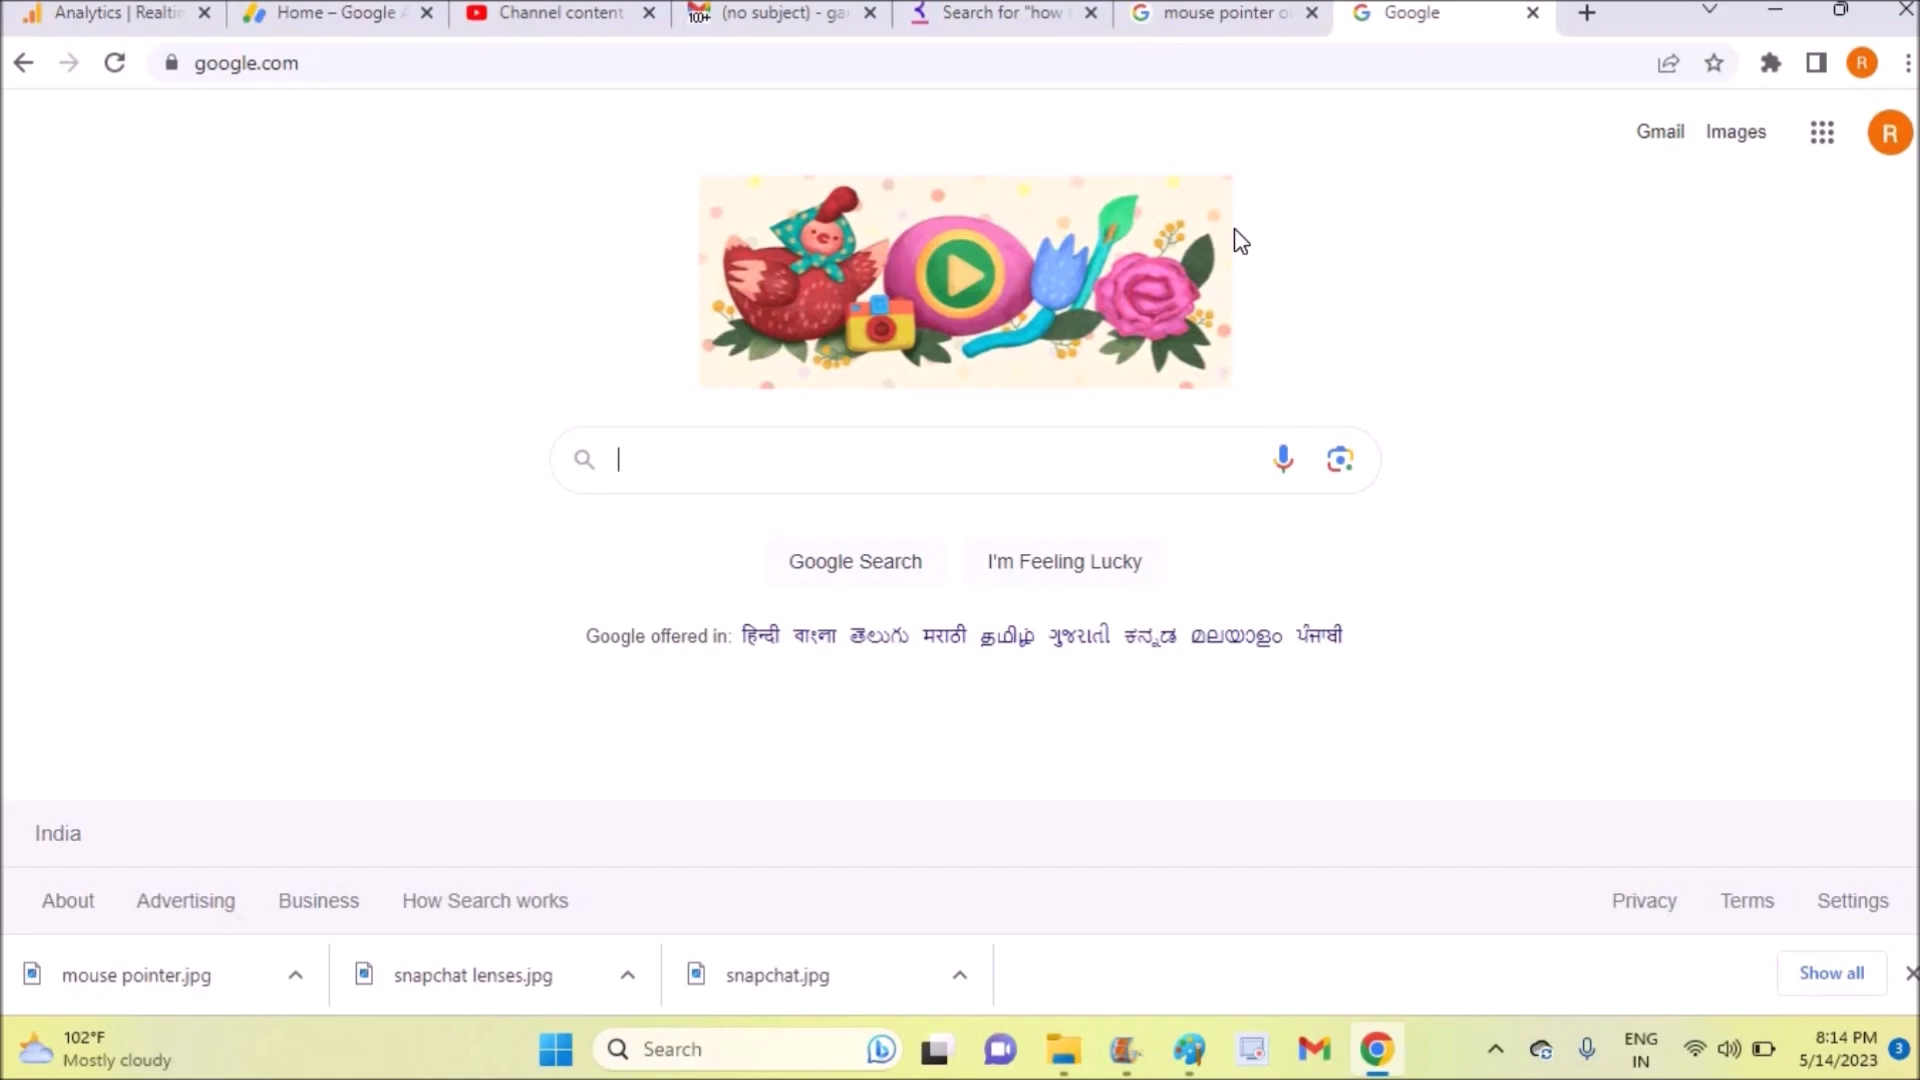 Analytics | Realtin
Home – Google A
Channel content
100+
(no subject) - ga
Search for "how t
mouse pointer o
Google
google.com
R
Gmail
Images
R
Google Search
I'm Feeling Lucky
Google offered in: हिन्दी বাংলা తెలుగు मराठी தமிழ் ગુજરાતી ಕನ್ನಡ മലയാളം ਪੰਜਾਬੀ
India
About
Advertising
Business
How Search works
Privacy
Terms
Settings
mouse pointer.jpg
snapchat lenses.jpg
snapchat.jpg
Show all
102°F
Mostly cloudy
Search
ENG
IN
8:14 PM
5/14/2023
3